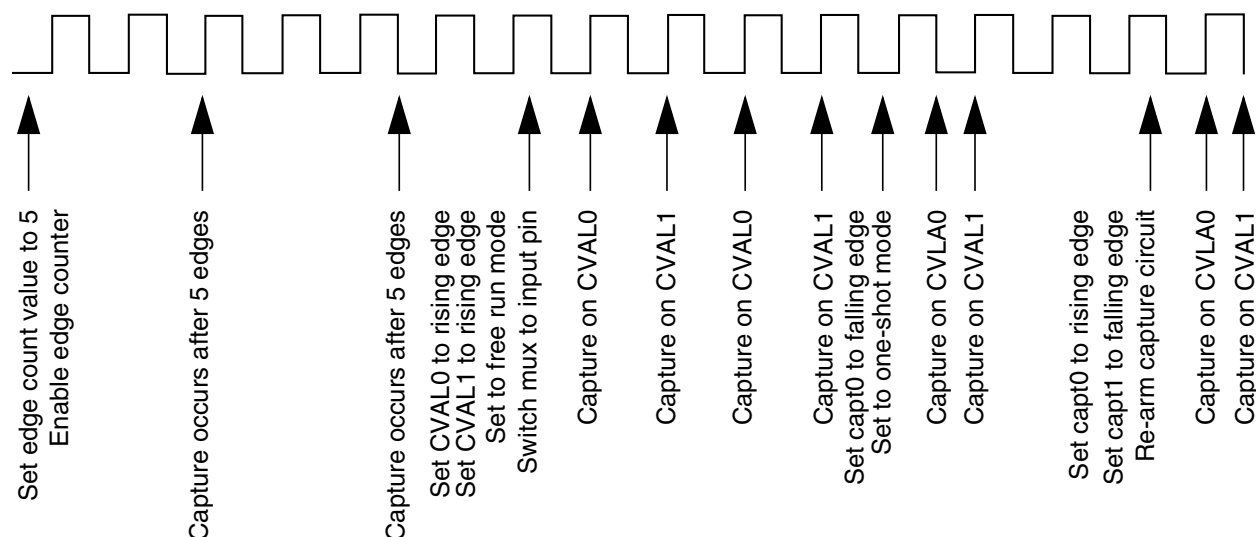 Set edge count value to 5
Enable edge counter
Capture occurs after 5 edges
Capture occurs after 5 edges
Set CVAL0 to rising edge
Set CVAL1 to rising edge
Set to free run mode
Switch mux to input pin
Capture on CVAL0
Capture on CVAL1
Capture on CVAL0
Capture on CVAL1
Set capt0 to falling edge
Set to one-shot mode
Capture on CVLA0
Capture on CVAL1
Set capt0 to rising edge
Set capt1 to falling edge
Re-arm capture circuit
Capture on CVLA0
Capture on CVAL1